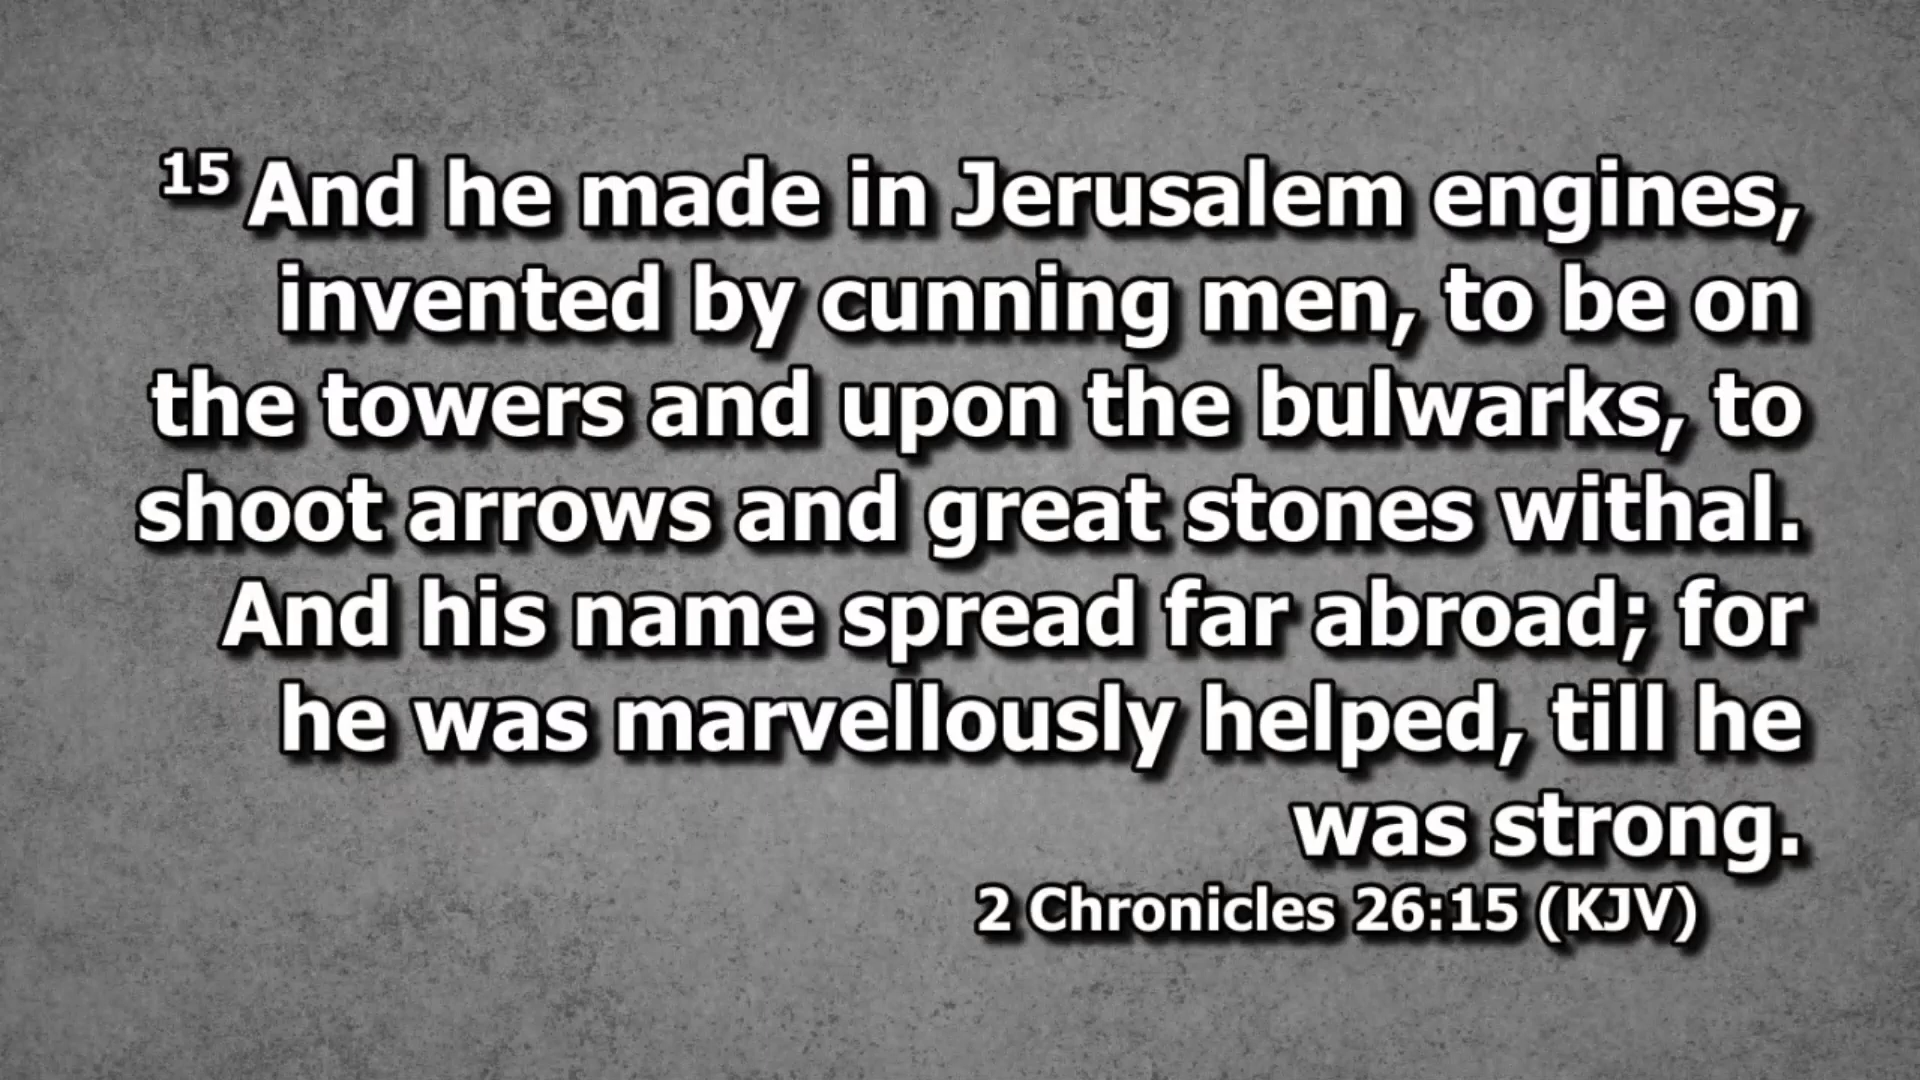 15 And he made in Jerusalem engines,
invented by cunning men, to be on
the towers and upon the bulwarks, to
shoot arrows and great stones withal.
And his name spread far abroad; for
he was marvellously helped, till he
was strong.
2 Chronicles 26:15 (KJV)